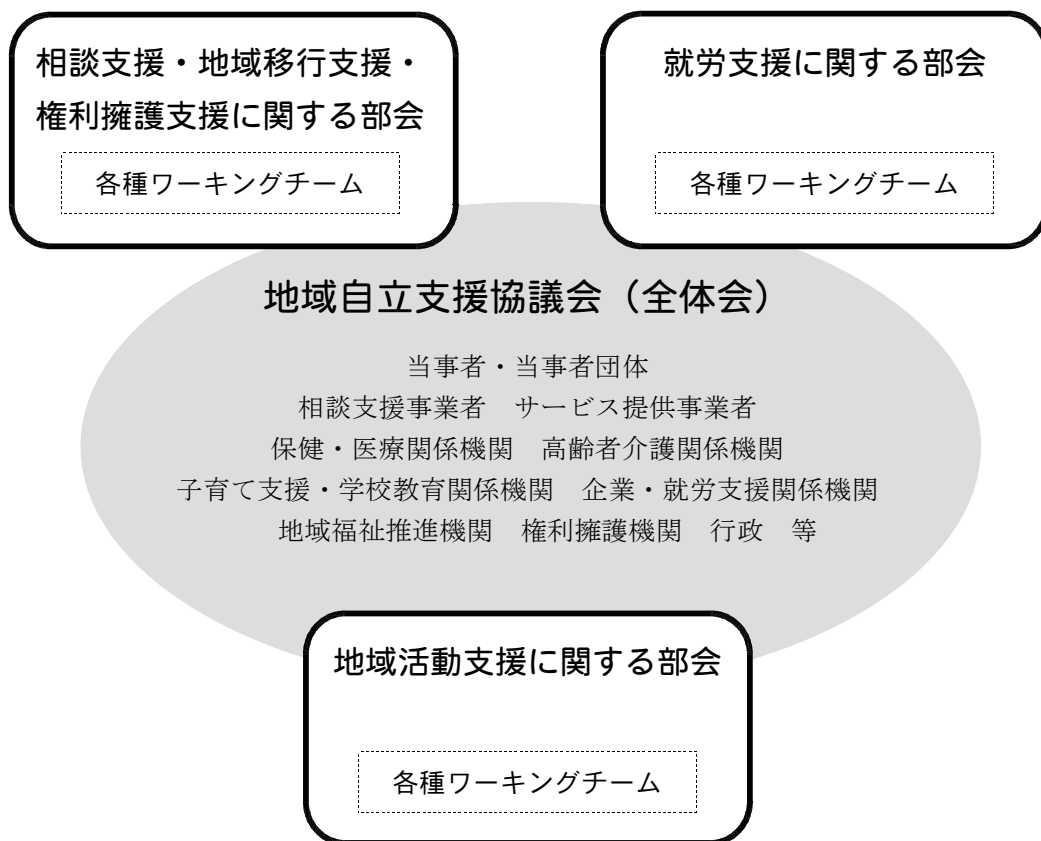 相談支援・地域移行支援・
権利擁護支援に関する部会
各種ワーキングチーム
就労支援に関する部会
各種ワーキングチーム
地域自立支援協議会（全体会）
当事者・当事者団体
相談支援事業者　サービス提供事業者
保健・医療関係機関　高齢者介護関係機関
子育て支援・学校教育関係機関　企業・就労支援関係機関
地域福祉推進機関　権利擁護機関　行政　等
地域活動支援に関する部会
各種ワーキングチーム